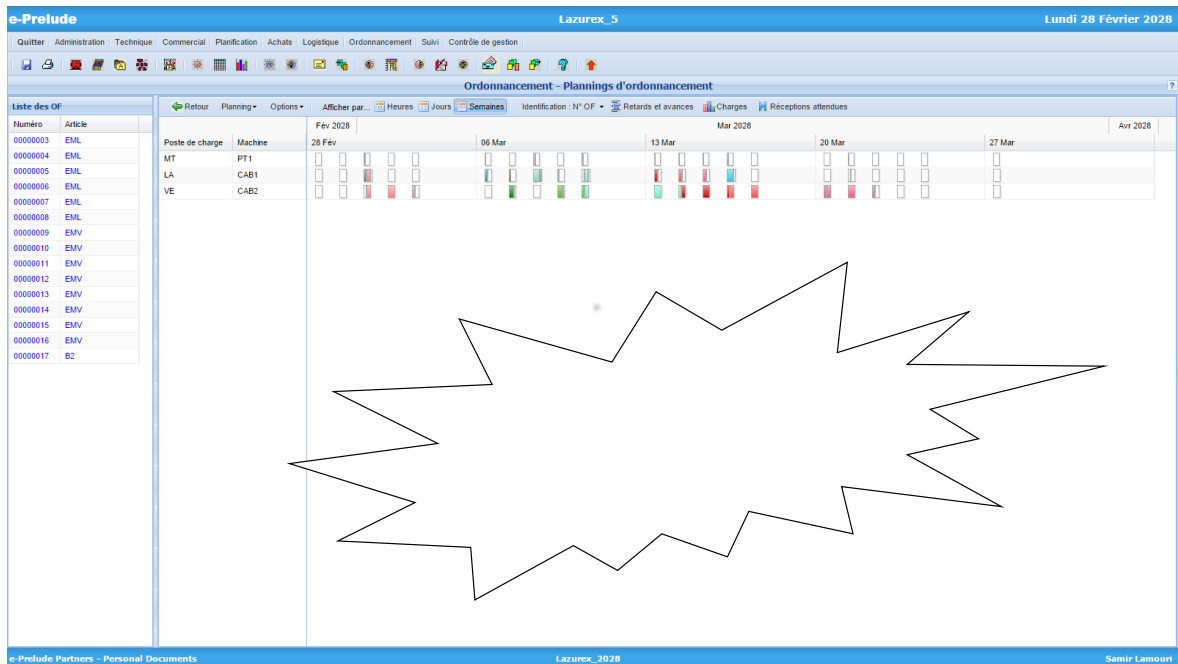 e-Prelude Lazurex_5 Lundi 28 Février 2028
Quitter Administration Technique Commercial Planification Achats Logistique Ordonnancement Suivi Contrôle de gestion
Ordonnancement - Plannings d'ordonnancement ?
Liste des OF Retour Planning Options Afficher par... Heures Jours Semaines Identification : N° OF Retards et avances Charges Réceptions attendues
Numéro Article Fév 2028 Mar 2028 Avr 2028
00000003 EML Poste de charge Machine 28 Fév 06 Mar 13 Mar 20 Mar 27 Mar
00000004 EML MT PT1
00000005 EML LA CAB1
00000006 EML VE CAB2
00000007 EML
00000008 EML
00000009 EMV
00000010 EMV
00000011 EMV
00000012 EMV
00000013 EMV
00000014 EMV
00000015 EMV
00000016 EMV
00000017 B2
e-Prelude Partners - Personal Documents Lazurex_2028 Samir Lamouri